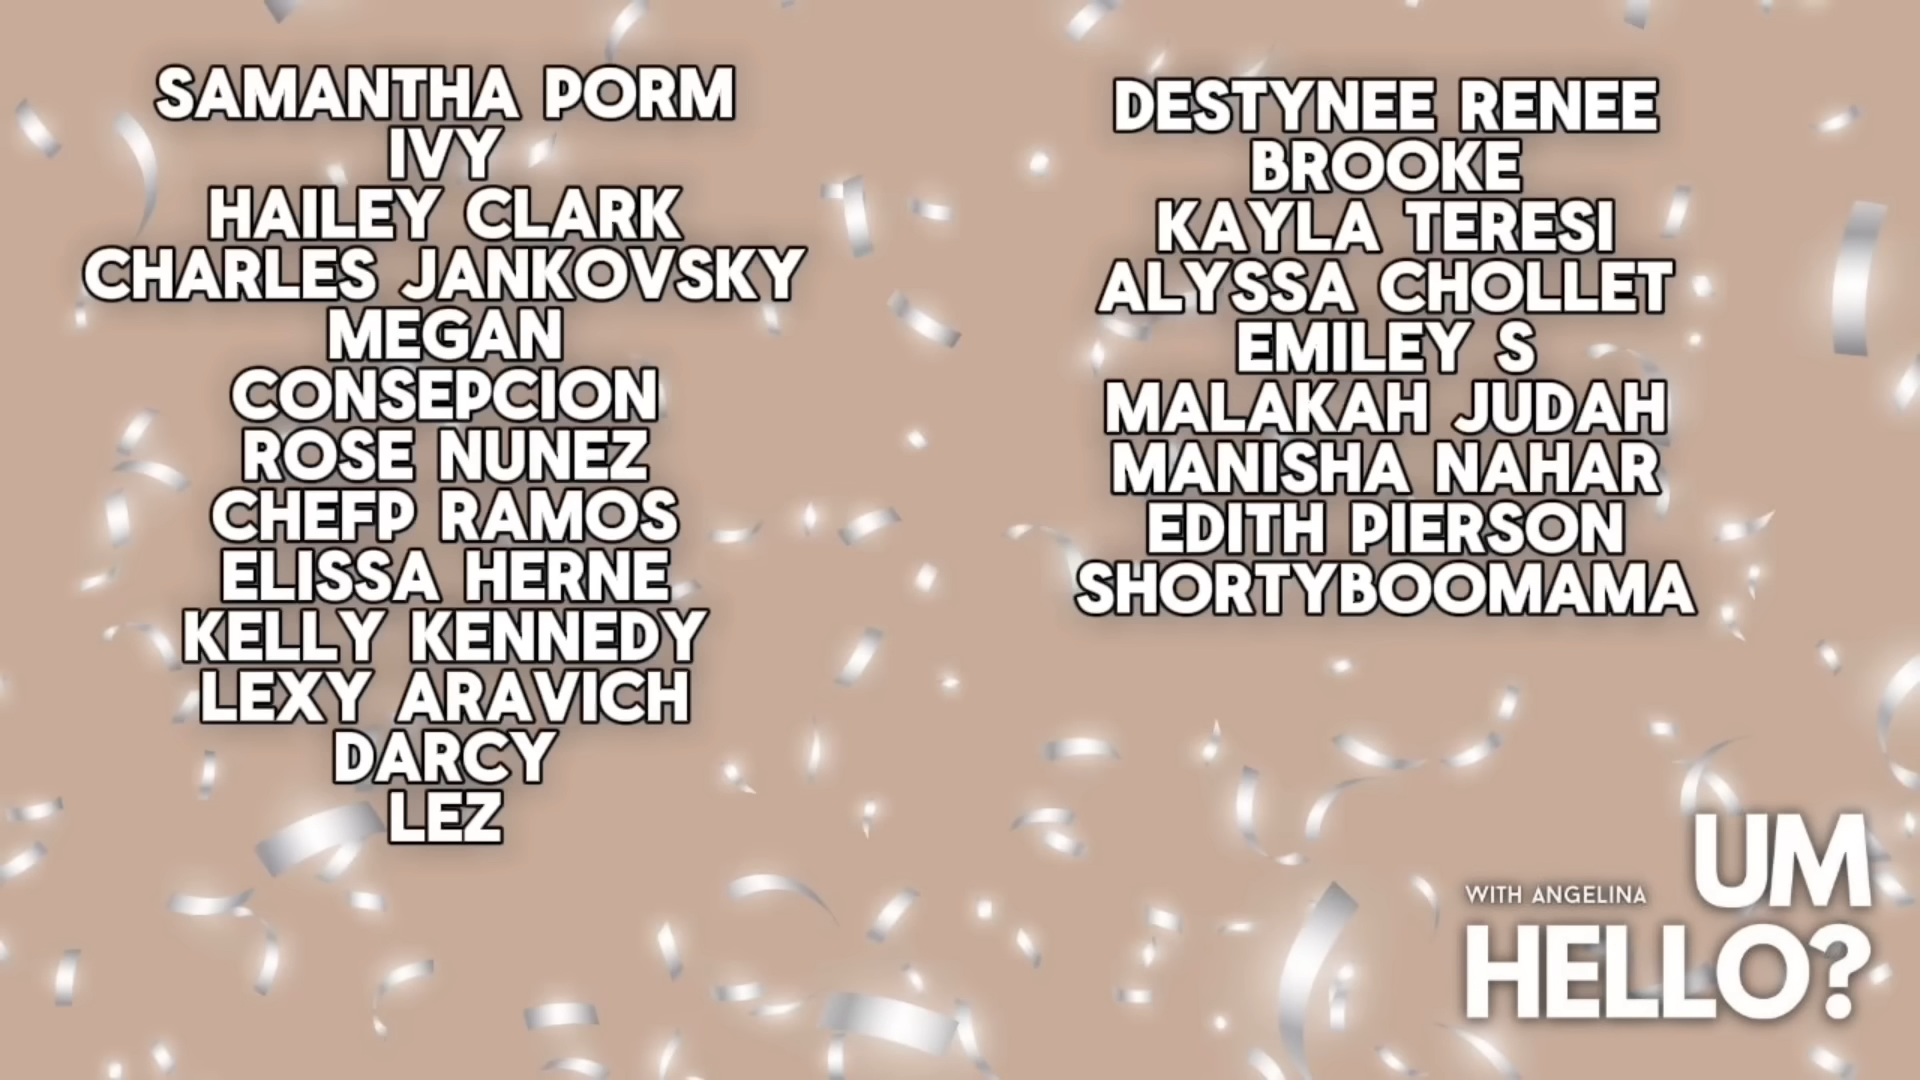 SAMANTHA PORM
IVY
HAILEY CLARK
CHARLES JANKOVSKY
MEGAN
CONSEPCION
ROSE NUNEZ
CHEFP RAMOS
ELISSA HERNE
KELLY KENNEDY
LEXY ARAVICH
DARCY
LEZ
DESTYNEE RENEE
BROOKE
KAYLA TERESI
ALYSSA CHOLLET
EMILEY S
MALAKAH JUDAH
MANISHA NAHAR
EDITH PIERSON
SHORTYBOOMAMA
UM
WITH ANGELINA
HELLO?